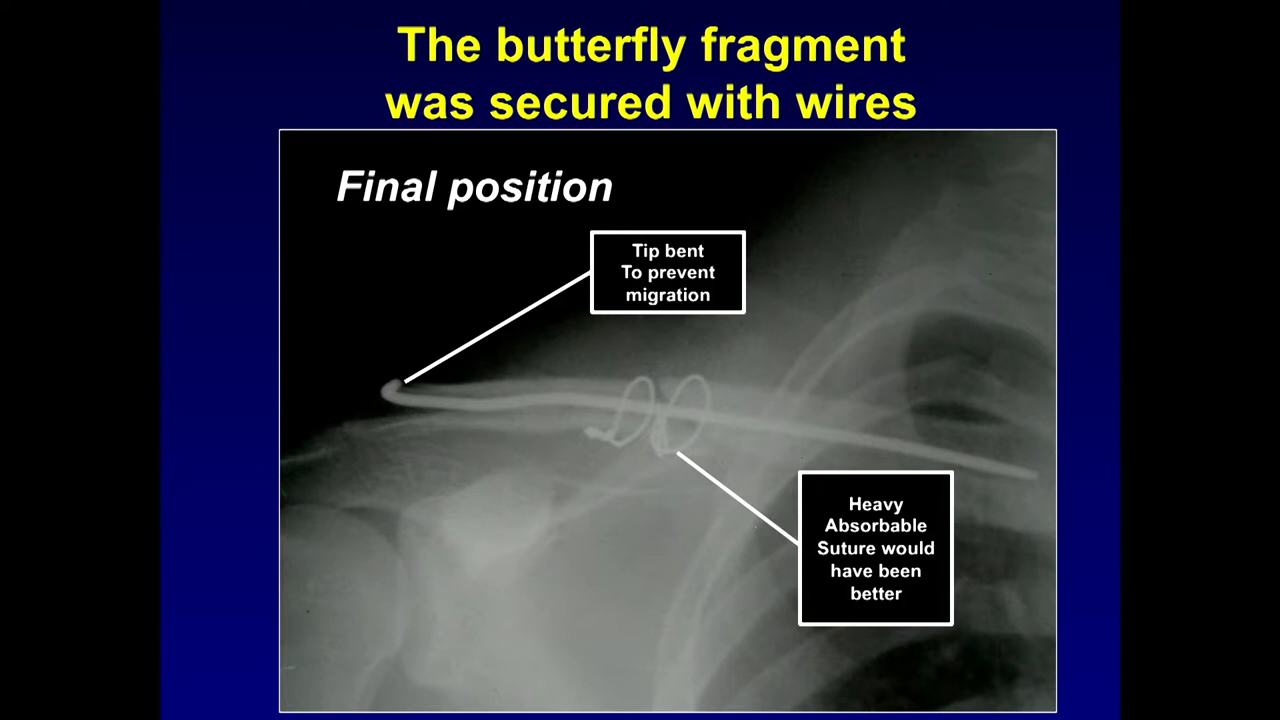 The butterfly fragment
was secured with wires
Final position
Tip bent
To prevent
migration
Heavy
Absorbable
Suture would
have been
better